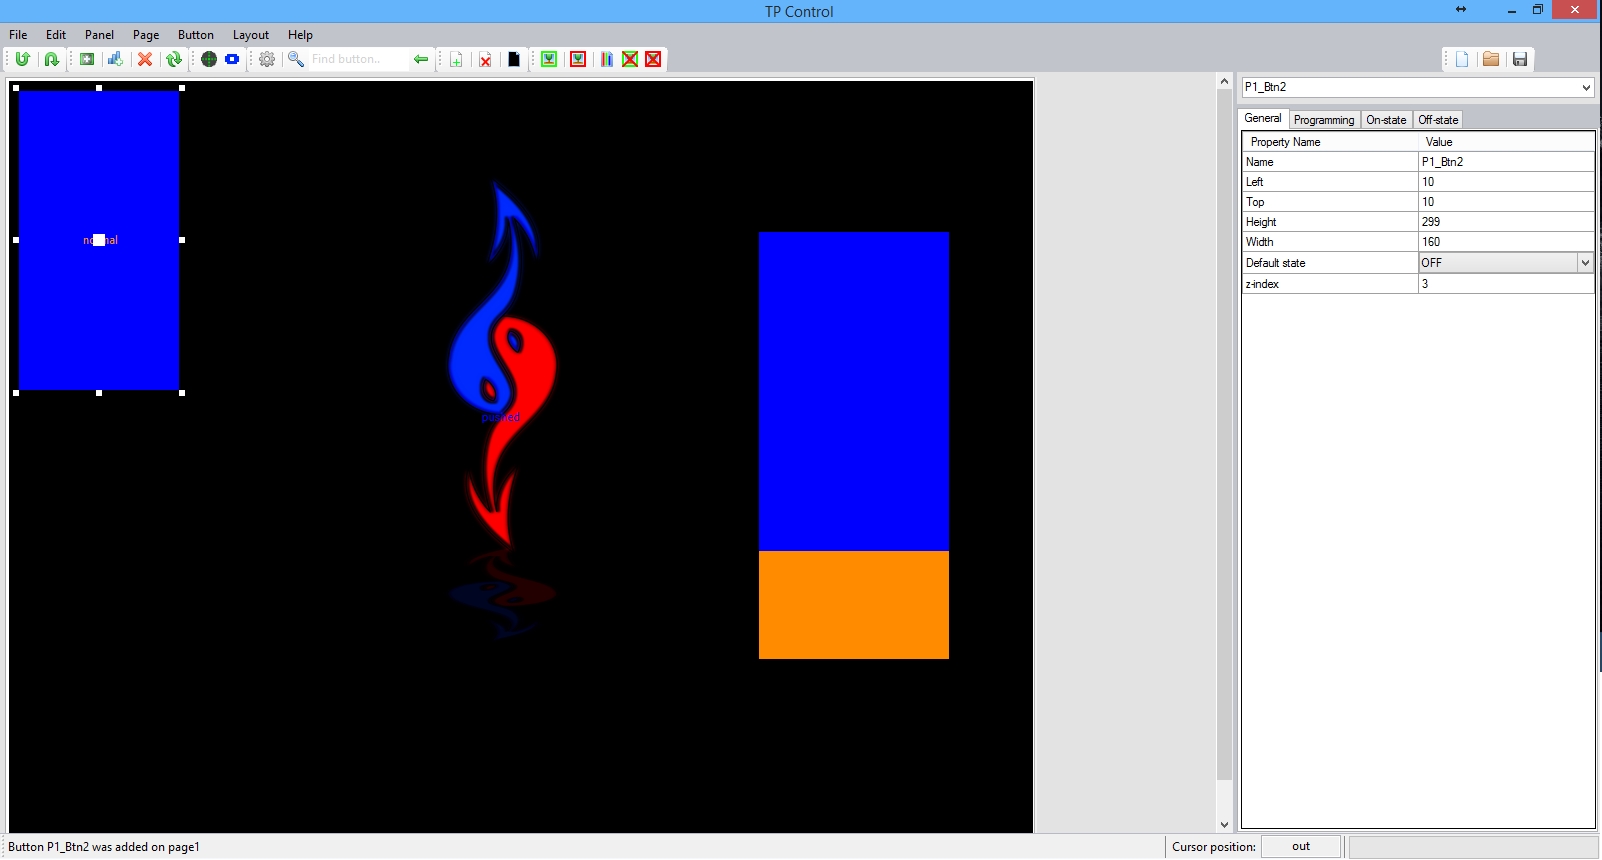 TP Control
File Edit Panel Page Button Layout Help
Find button..
P1_Btn2
General Programming On-state Off-state
Property Name Value
Name P1_Btn2
Left 10
Top 10
Height 299
Width 160
Default state OFF
z-index 3
pushed
Button P1_Btn2 was added on page1
Cursor position: out